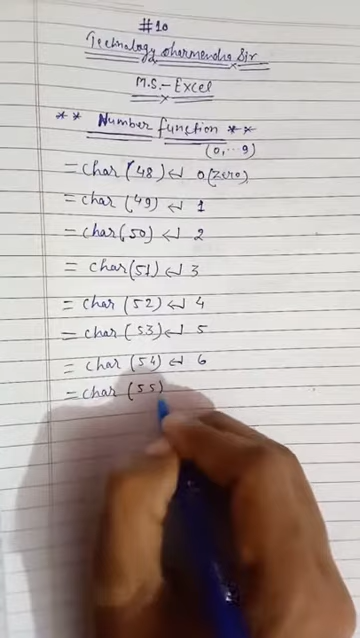 #10
Technology Dharmendra Sir
M.S.-Excel
** Number function **
(0,...9)
= char (48) ↵ 0(Zero)
= char (49) ↵ 1
= char(50) ↵ 2
= char(51) ↵ 3
= char (52) ↵ 4
= char (53) ↵ 5
= char (54) ↵ 6
= char (55)